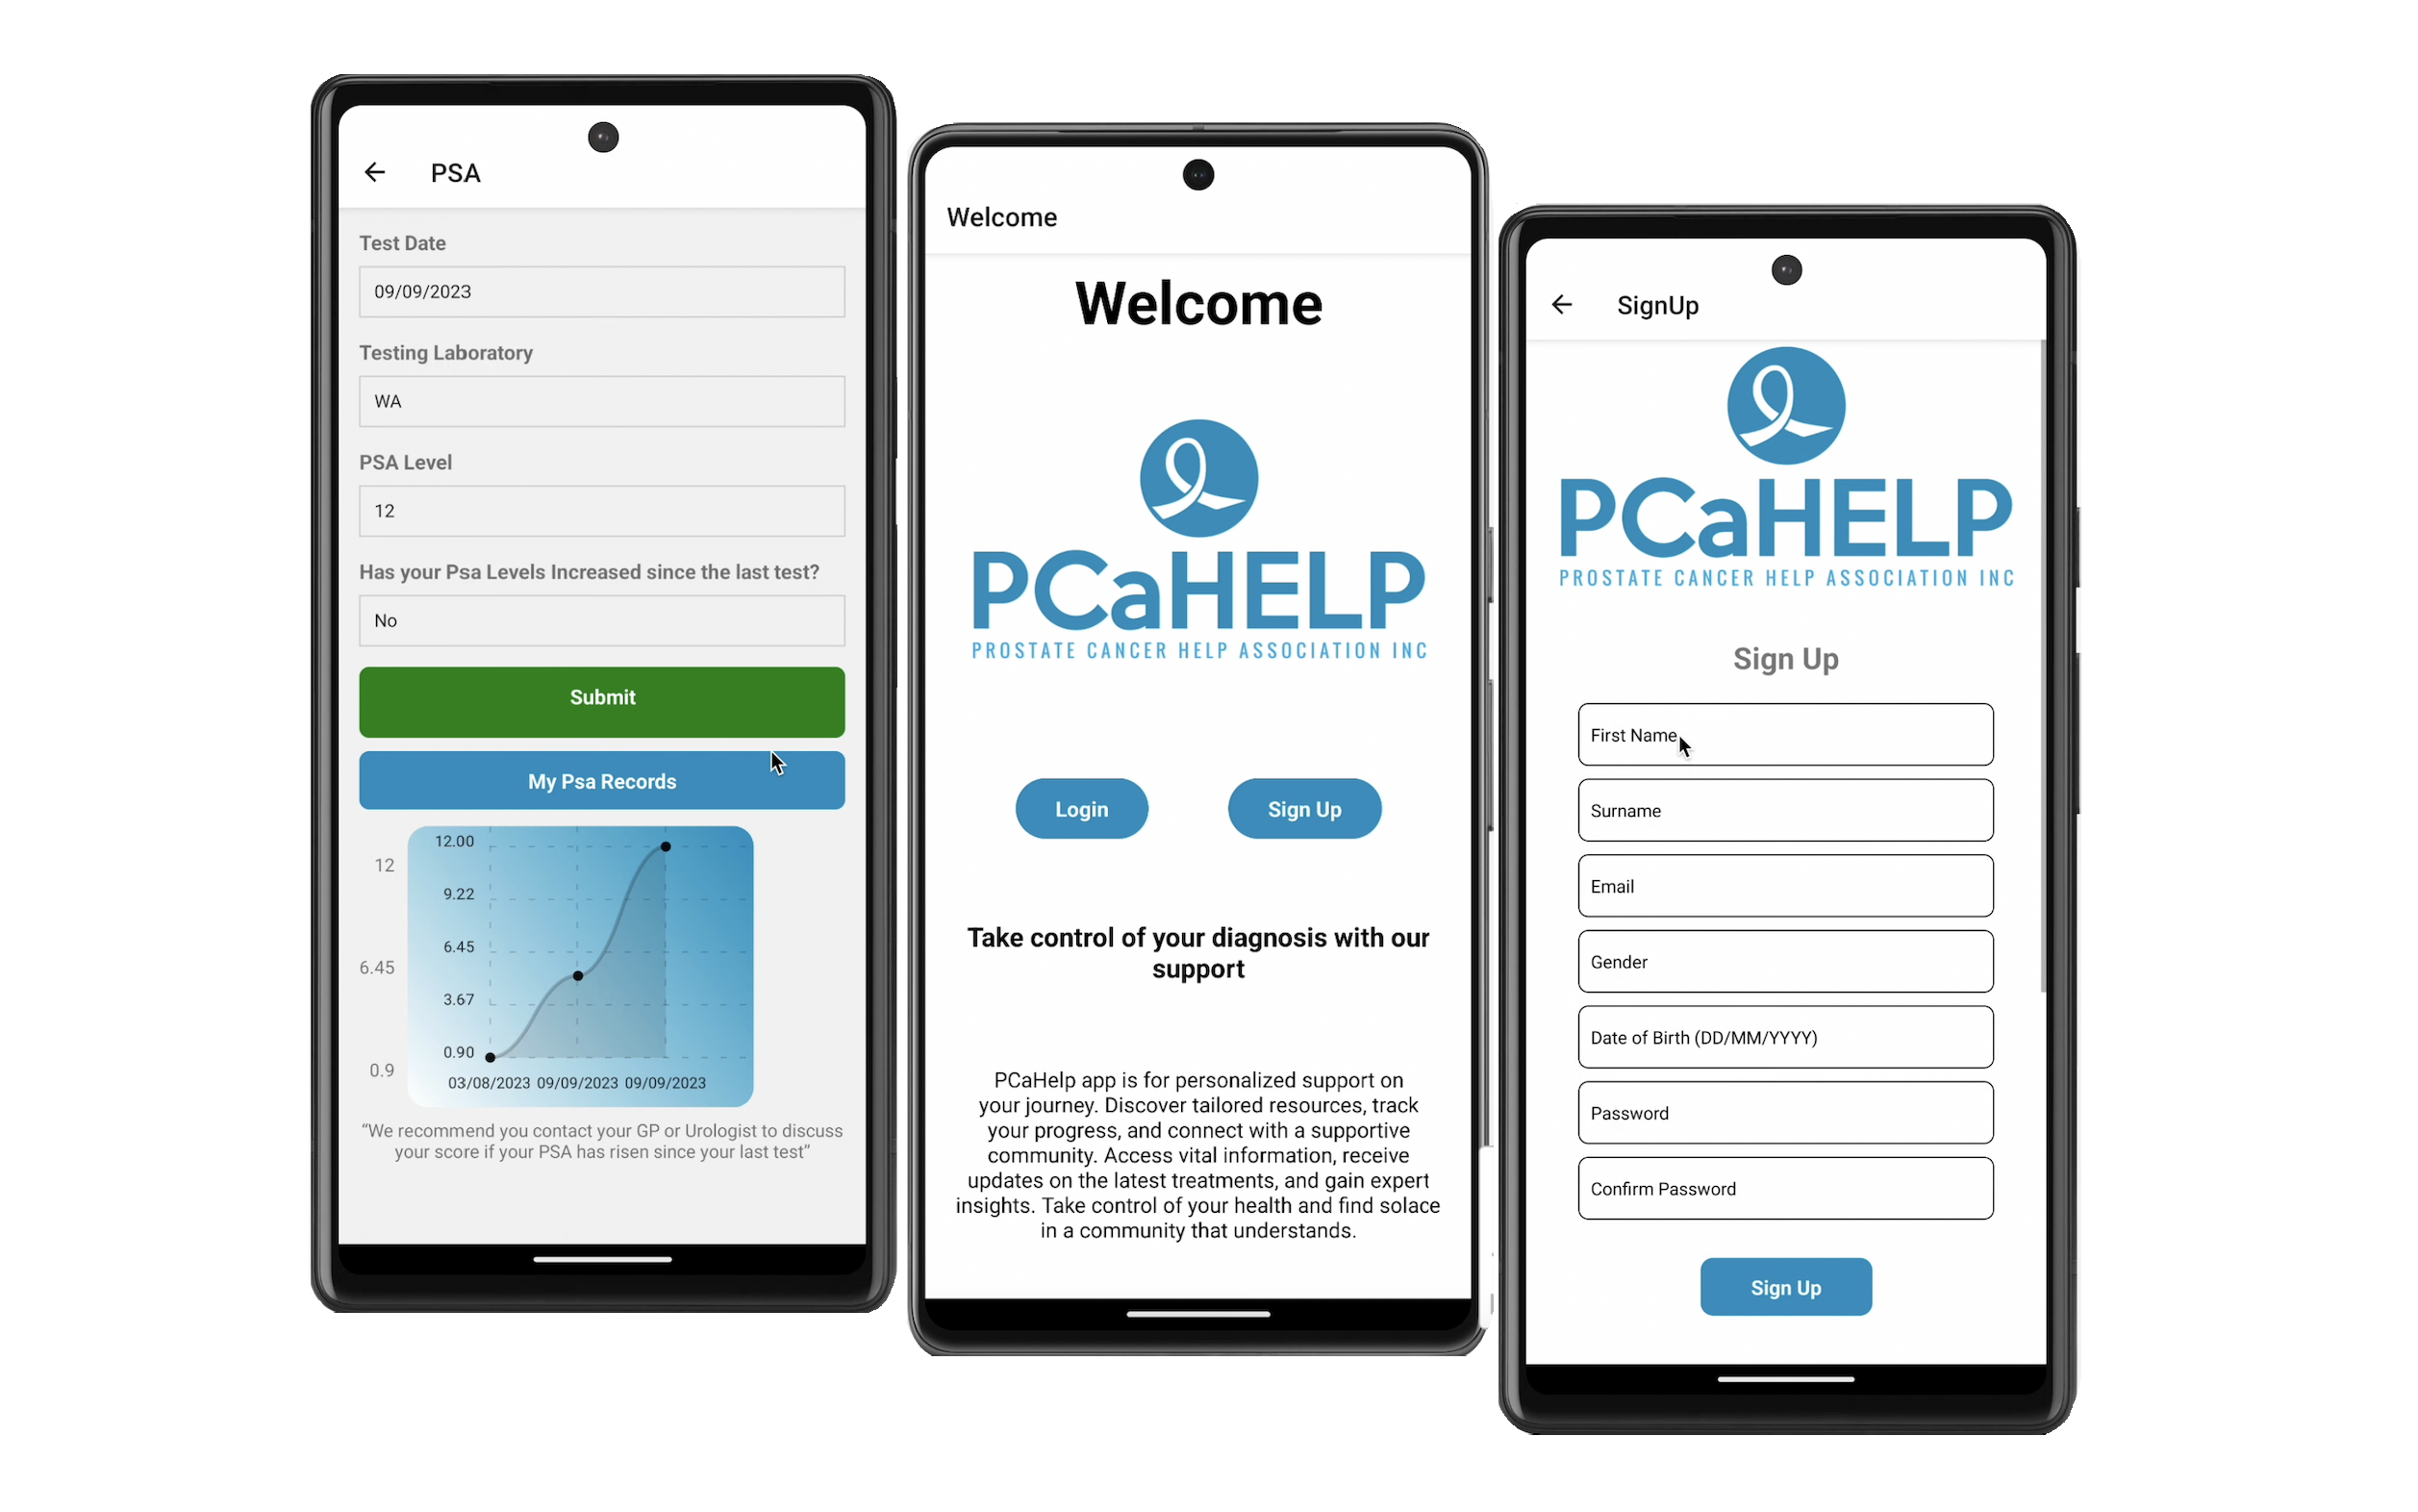 PSA
Test Date
09/09/2023
Testing Laboratory
WA
PSA Level
12
Has your Psa Levels Increased since the last test?
No
Submit
My Psa Records
12
6.45
0.9
12.00
9.22
6.45
3.67
0.90
03/08/2023 09/09/2023 09/09/2023
“We recommend you contact your GP or Urologist to discuss
your score if your PSA has risen since your last test”
Welcome
Welcome
PCaHELP
PROSTATE CANCER HELP ASSOCIATION INC
Login
Sign Up
Take control of your diagnosis with our
support
PCaHelp app is for personalized support on
your journey. Discover tailored resources, track
your progress, and connect with a supportive
community. Access vital information, receive
updates on the latest treatments, and gain expert
insights. Take control of your health and find solace
in a community that understands.
SignUp
PCaHELP
PROSTATE CANCER HELP ASSOCIATION INC
Sign Up
First Name
Surname
Email
Gender
Date of Birth (DD/MM/YYYY)
Password
Confirm Password
Sign Up